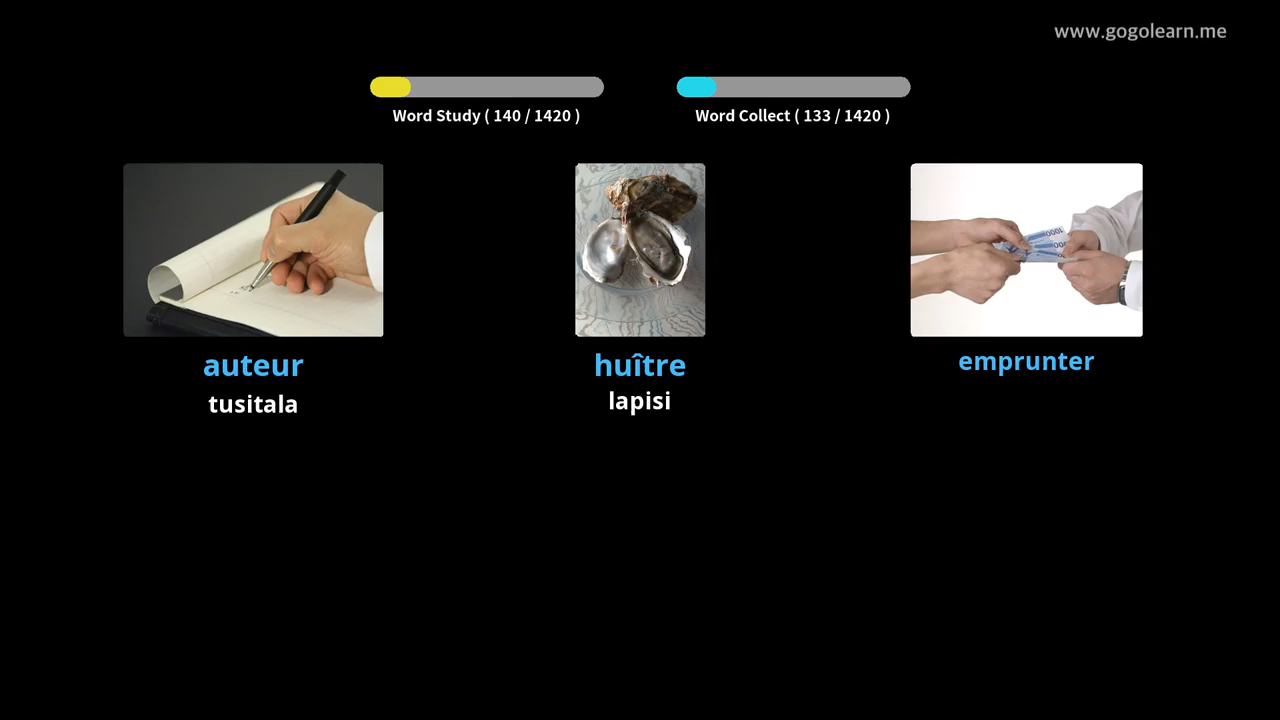 www.gogolearn.me
Word Study ( 140 / 1420 )
Word Collect ( 133 / 1420 )
auteur
tusitala
huître
lapisi
emprunter